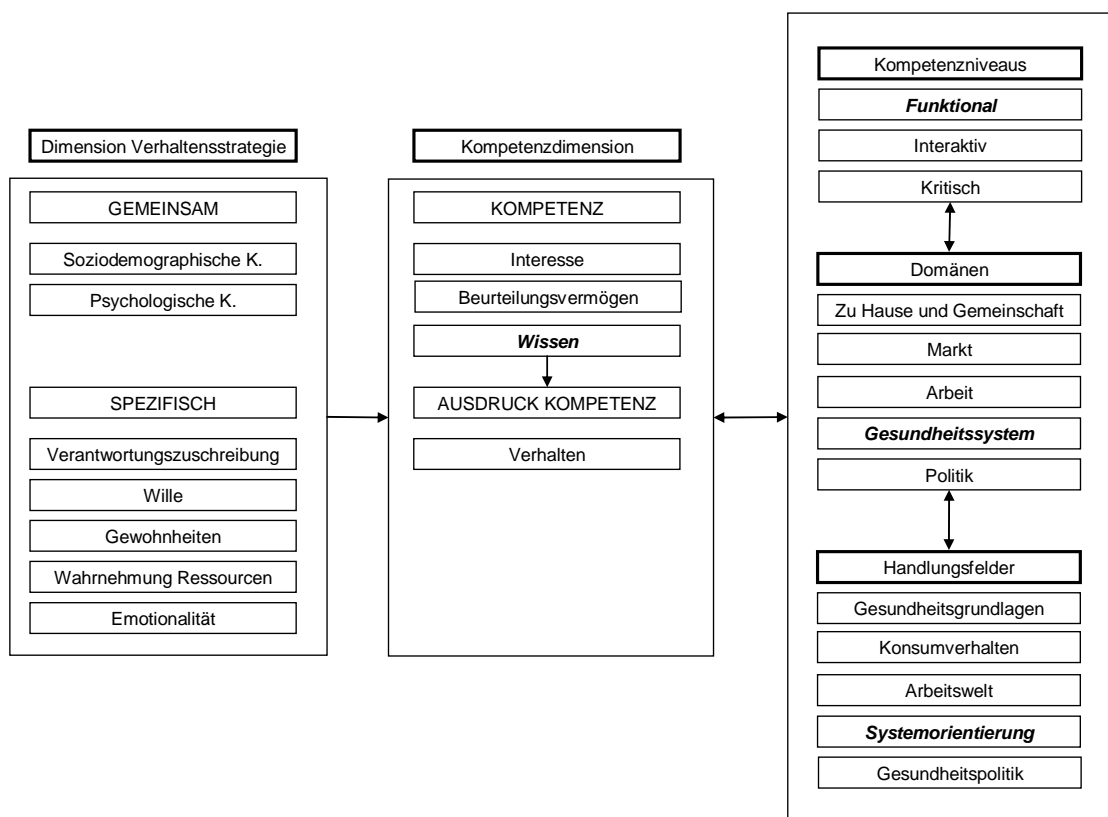 Dimension Verhaltensstrategie
GEMEINSAM
Soziodemographische K.
Psychologische K.
SPEZIFISCH
Verantwortungszuschreibung
Wille
Gewohnheiten
Wahrnehmung Ressourcen
Emotionalität
Kompetenzdimension
KOMPETENZ
Interesse
Beurteilungsvermögen
Wissen
AUSDRUCK KOMPETENZ
Verhalten
Kompetenzniveaus
Funktional
Interaktiv
Kritisch
Domänen
Zu Hause und Gemeinschaft
Markt
Arbeit
Gesundheitssystem
Politik
Handlungsfelder
Gesundheitsgrundlagen
Konsumverhalten
Arbeitswelt
Systemorientierung
Gesundheitspolitik